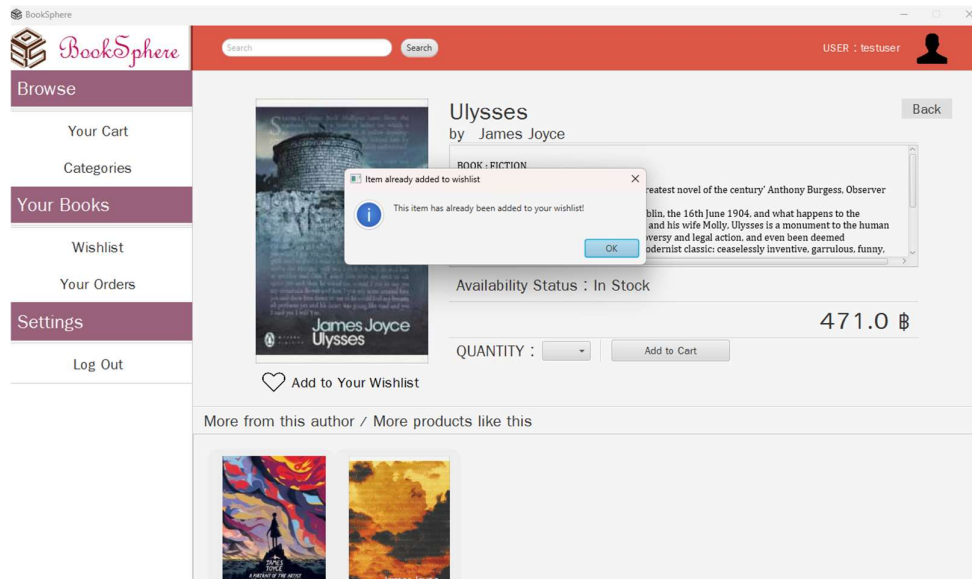 BookSphere
BookSphere
Search
Search
USER : testuser
Browse
Your Cart
Categories
Your Books
Wishlist
Your Orders
Settings
Log Out
Ulysses
Back
by James Joyce
BOOK : FICTION
Item already added to wishlist
This item has already been added to your wishlist!
OK
reatest novel of the century' Anthony Burgess, Observer
blin, the 16th June 1904, and what happens to the
and his wife Molly, Ulysses is a monument to the human
versy and legal action, and even been deemed
odernist classic: ceaselessly inventive, garrulous, funny,
James Joyce
Ulysses
Availability Status : In Stock
471.0 ฿
QUANTITY :
Add to Cart
Add to Your Wishlist
More from this author / More products like this
JAMES
JOYCE
A PORTRAIT OF THE ARTIST